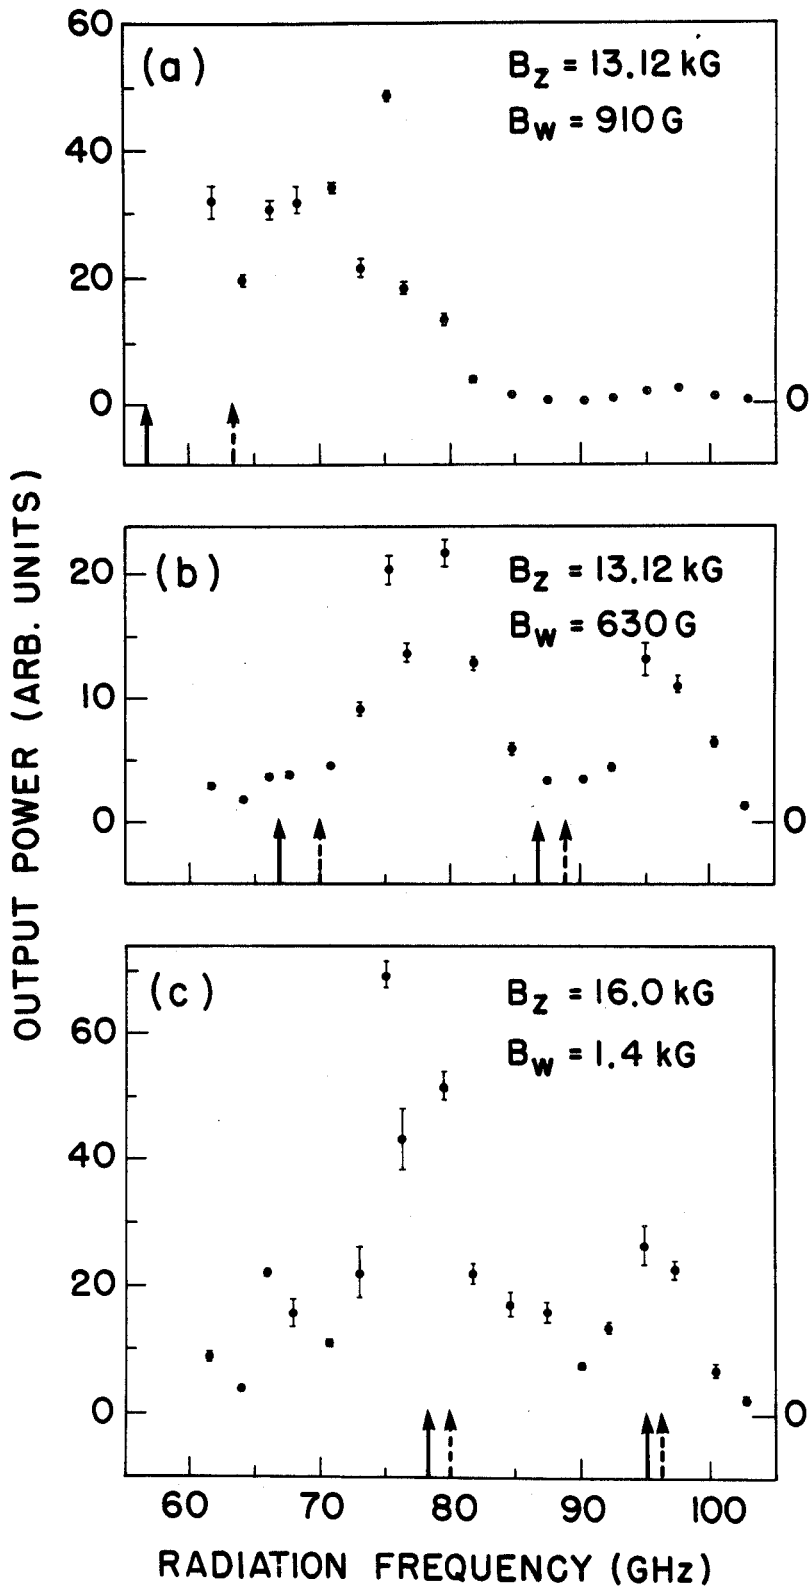 OUTPUT POWER (ARB. UNITS)
60
(a)
B_Z = 13.12 kG
B_W = 910 G
40
20
0
0
(b)
B_Z = 13.12 kG
B_W = 630 G
20
10
0
0
(c)
B_Z = 16.0 kG
B_W = 1.4 kG
60
40
20
0
0
60 70 80 90 100
RADIATION FREQUENCY (GHz)